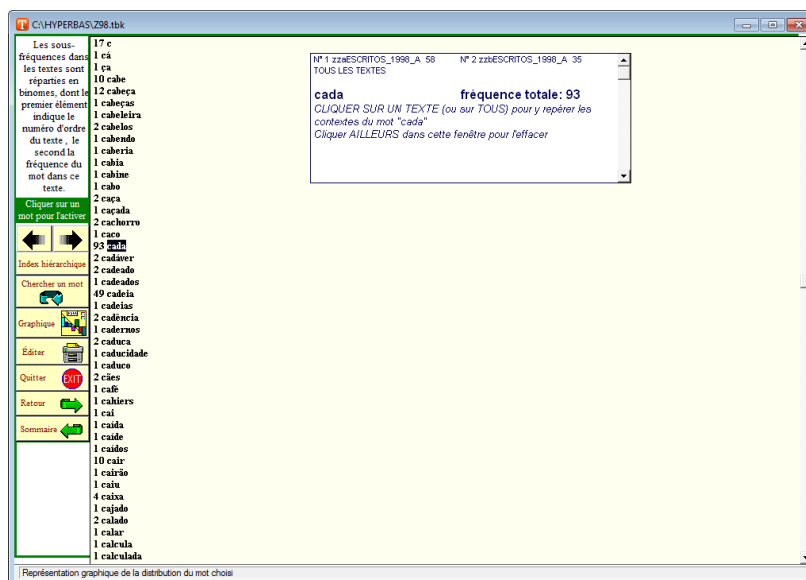 C:\HYPERBAS\Z98.tbk
Les sous-
fréquences dans
les textes sont
réparties en
binomes, dont le
premier élément
indique le
numéro d'ordre
du texte , le
second la
fréquence du
mot dans ce
texte.
Cliquer sur un
mot pour l'activer
Index hiérarchique
Chercher un mot
Graphique
Éditer
Quitter
EXIT
Retour
Sommaire
17 c
1 cá
1 ça
10 cabe
12 cabeça
1 cabeças
1 cabeleira
2 cabelos
1 cabendo
1 caberia
1 cabia
1 cabine
1 cabo
2 caça
1 caçada
2 cachorro
1 caco
93 cada
2 cadáver
2 cadeado
1 cadeados
49 cadeia
1 cadeias
2 cadência
1 cadernos
2 caduca
1 caducidade
1 caduco
2 cães
1 café
1 cahiers
1 cai
1 caída
1 caíde
1 caídos
10 cair
1 cairão
1 caiu
4 caixa
1 cajado
2 calado
1 calar
1 calcula
1 calculada
N° 1 zzaESCRITOS_1998_A 58 N° 2 zzbESCRITOS_1998_A 35
TOUS LES TEXTES
cada fréquence totale: 93
CLIQUER SUR UN TEXTE (ou sur TOUS) pour y repérer les
contextes du mot "cada"
Cliquer AILLEURS dans cette fenêtre pour l'effacer
Représentation graphique de la distribution du mot choisi